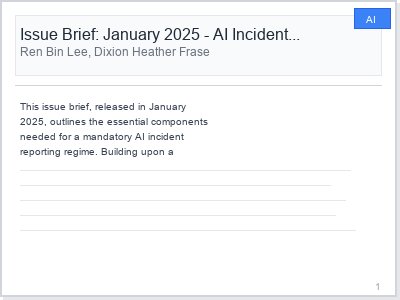 AI
Issue Brief: January 2025 - AI Incident...
Ren Bin Lee, Dixion Heather Frase
This issue brief, released in January
2025, outlines the essential components
needed for a mandatory AI incident
reporting regime. Building upon a
1